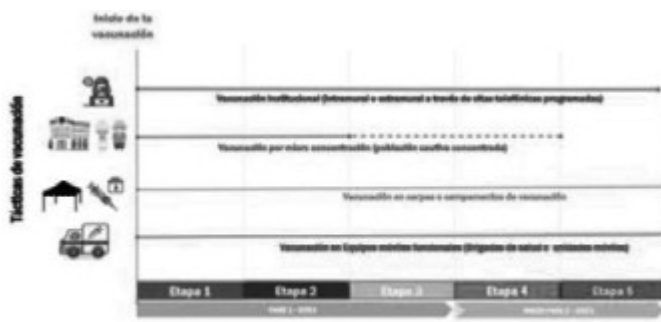 Inicio de la
vacunación
Tácticas de vacunación
Vacunación Institucional (Intramural o extramural a través de citas telefónicas programadas)
Vacunación por micro concentración (población cautiva concentrada)
Vacunación en carpas o campamentos de vacunación
Vacunación en Equipos móviles funcionales (Brigadas de salud o unidades móviles)
Etapa 1 Etapa 2 Etapa 3 Etapa 4 Etapa 5
FASE 1 -